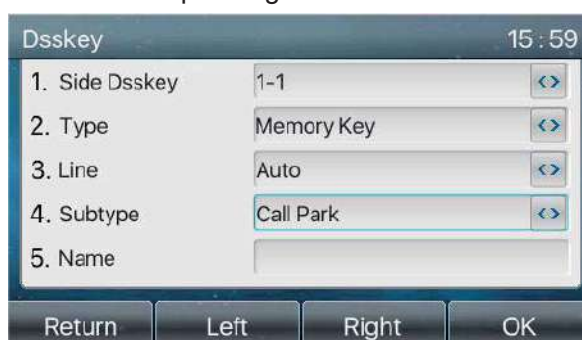 Dsskey 15:59
1. Side Dsskey 1-1 <>
2. Type Memory Key <>
3. Line Auto <>
4. Subtype Call Park <>
5. Name
Return Left Right OK